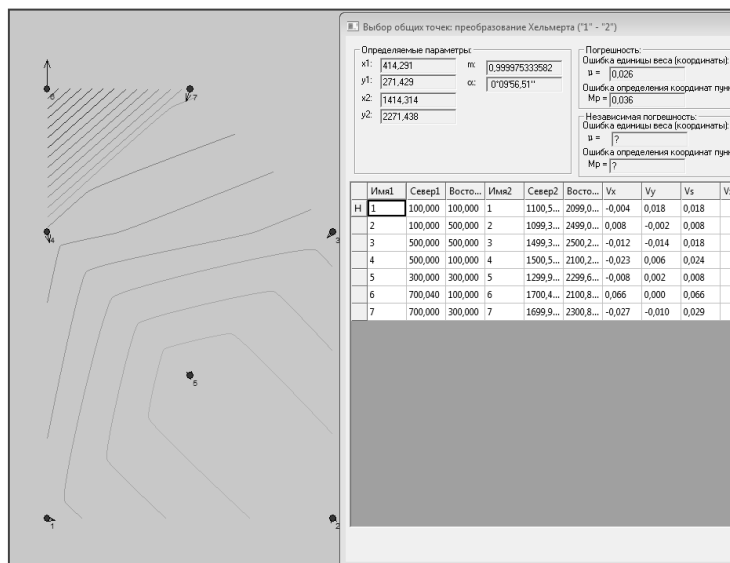 Выбор общих точек: преобразование Хельмерта ("1" - "2")
Определяемые параметры:
x1: 414,291 m: 0,999975333582
y1: 271,429 α: 0°09'56,51''
x2: 1414,314
y2: 2271,438
Погрешность:
Ошибка единицы веса (координаты):
μ = 0,026
Ошибка определения координат пун
Mp = 0,036
Независимая погрешность:
Ошибка единицы веса (координаты):
μ = ?
Ошибка определения координат пун
Mp = ?
Имя1 Север1 Восто... Имя2 Север2 Восто... Vx Vy Vs
H 1 100,000 100,000 1 1100,5... 2099,0... -0,004 0,018 0,018
2 100,000 500,000 2 1099,3... 2499,0... 0,008 -0,002 0,008
3 500,000 500,000 3 1499,3... 2500,2... -0,012 -0,014 0,018
4 500,000 100,000 4 1500,5... 2100,2... -0,023 0,006 0,024
5 300,000 300,000 5 1299,9... 2299,6... -0,008 0,002 0,008
6 700,040 100,000 6 1700,4... 2100,8... 0,066 0,000 0,066
7 700,000 300,000 7 1699,9... 2300,8... -0,027 -0,010 0,029
6
7
4
3
5
1
2